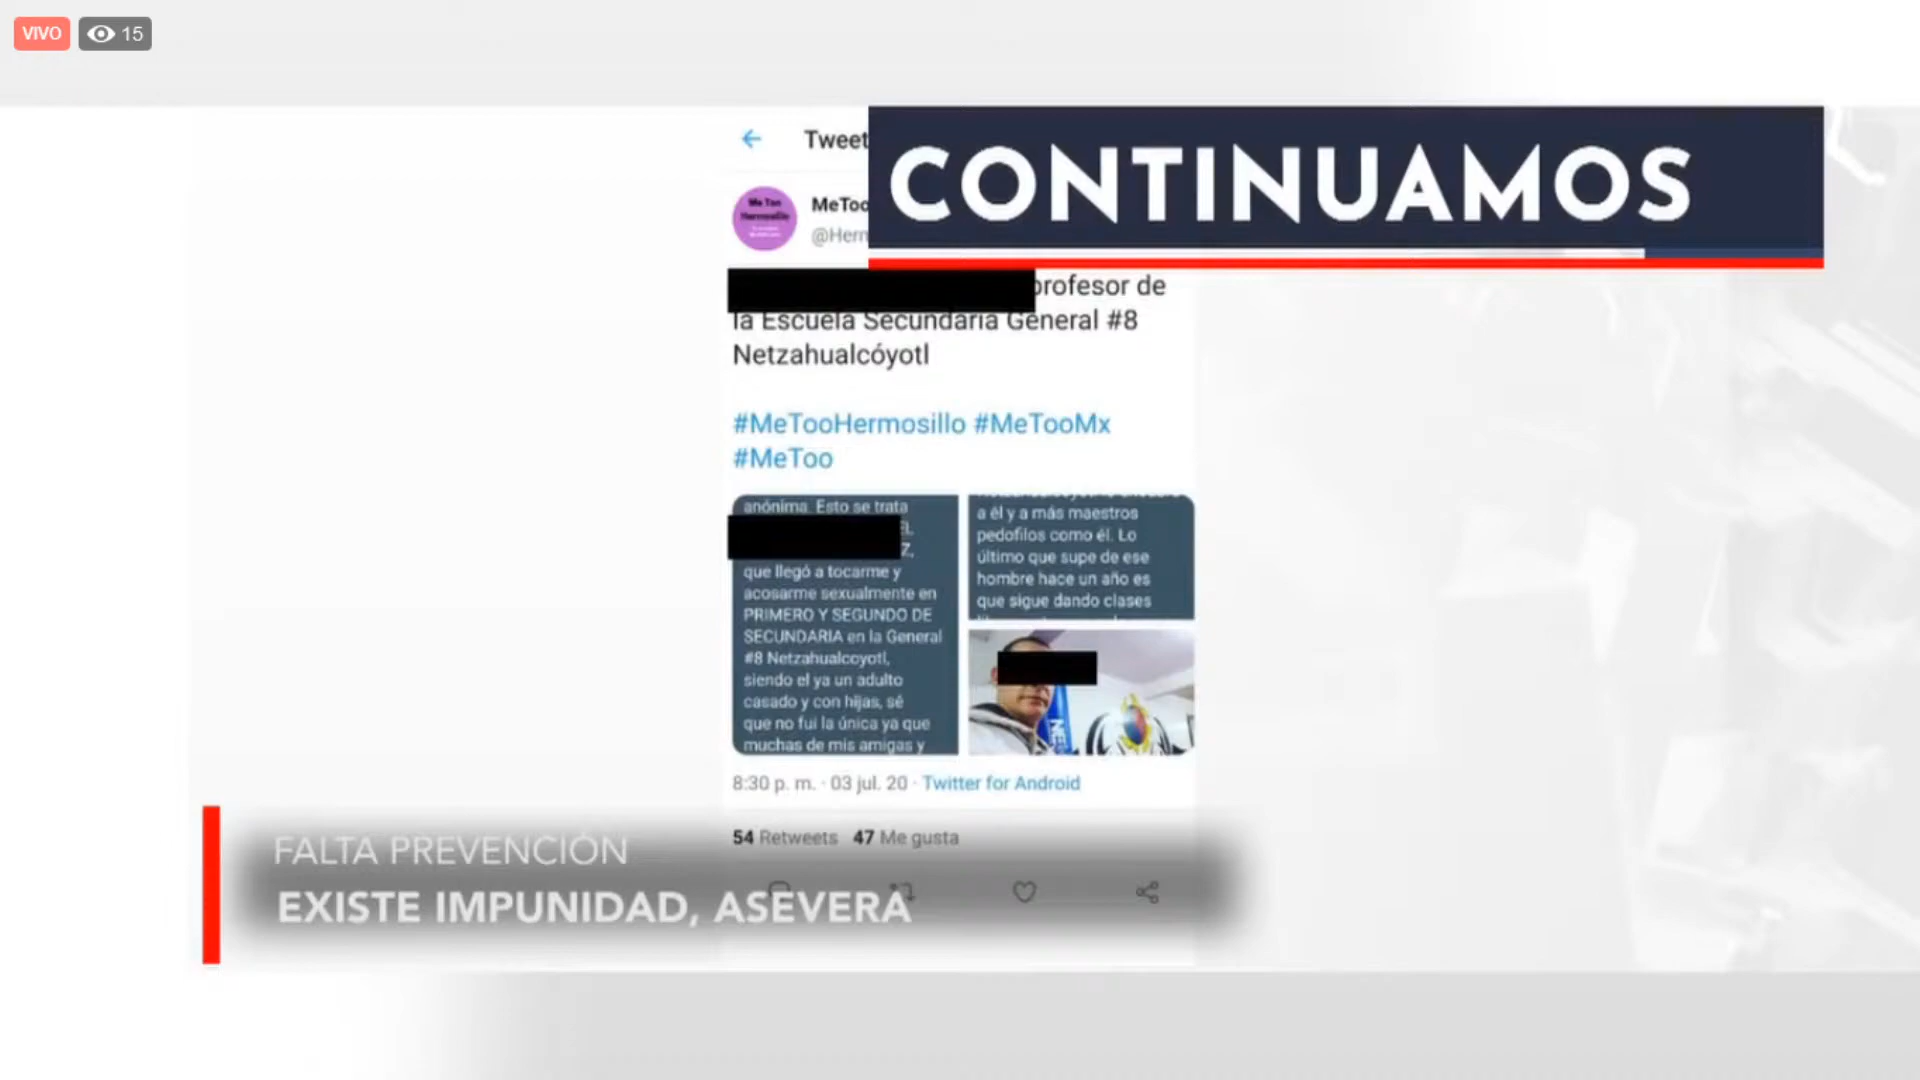 VIVO
15
CONTINUAMOS
Tweet
MeToo
@Herm
profesor de
la Escuela Secundaria General #8
Netzahualcóyotl
#MeTooHermosillo #MeTooMx
#MeToo
anónima. Esto se trata
EL
Z,
que llegó a tocarme y
acosarme sexualmente en
PRIMERO Y SEGUNDO DE
SECUNDARIA en la General
#8 Netzahualcoyotl,
siendo el ya un adulto
casado y con hijas, sé
que no fui la única ya que
muchas de mis amigas y
a él y a más maestros
pedofilos como él. Lo
último que supe de ese
hombre hace un año es
que sigue dando clases
8:30 p. m. · 03 jul. 20 · Twitter for Android
54 Retweets 47 Me gusta
FALTA PREVENCIÓN
EXISTE IMPUNIDAD, ASEVERA